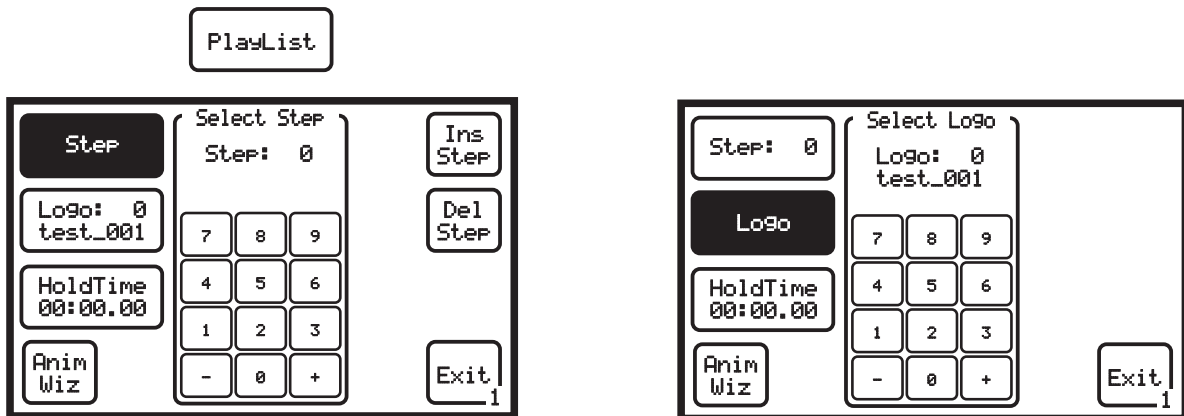 PlayList
Step
Select Step
Step: 0
Ins
Step
Logo: 0
test_001
Del
Step
HoldTime
00:00.00
Anim
Wiz
7 8 9
4 5 6
1 2 3
- 0 +
Exit
1
Step: 0
Select Logo
Logo: 0
test_001
Logo
HoldTime
00:00.00
Anim
Wiz
7 8 9
4 5 6
1 2 3
- 0 +
Exit
1